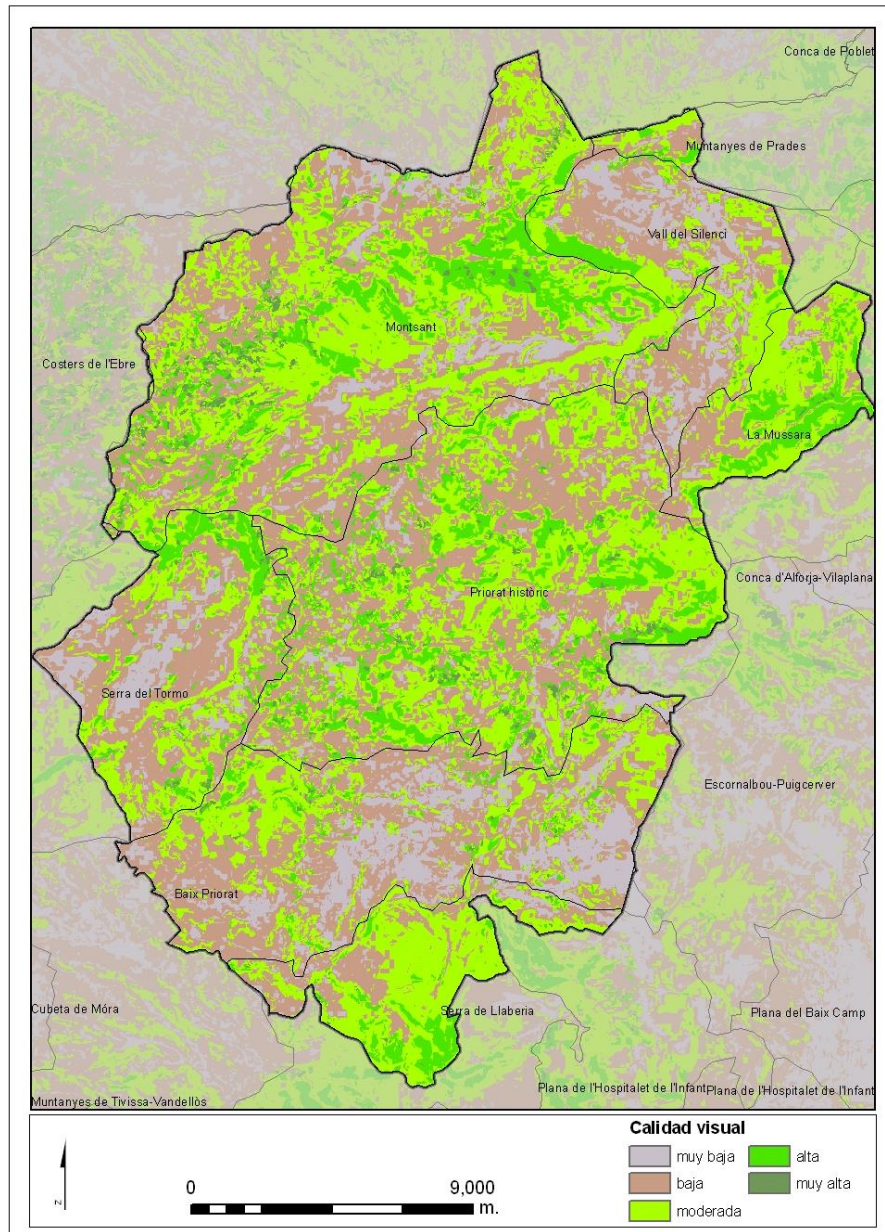 Conca de Poblet
Muntanyes de Prades
Vall del Silenci
Montsant
Costers de l'Ebre
La Mussara
Conca d'Alforja-Vilaplana
Priorat històric
Serra del Tormo
Escornalbou-Puigcerver
Baix Priorat
Cubeta de Móra
Serra de Llaberia
Plana del Baix Camp
Plana de l'Hospitalet de l'Infant
Plana de l'Hospitalet de l'Infant
Muntanyes de Tivissa-Vandellòs
Calidad visual
muy baja
alta
baja
muy alta
moderada
z
0
9,000
m.